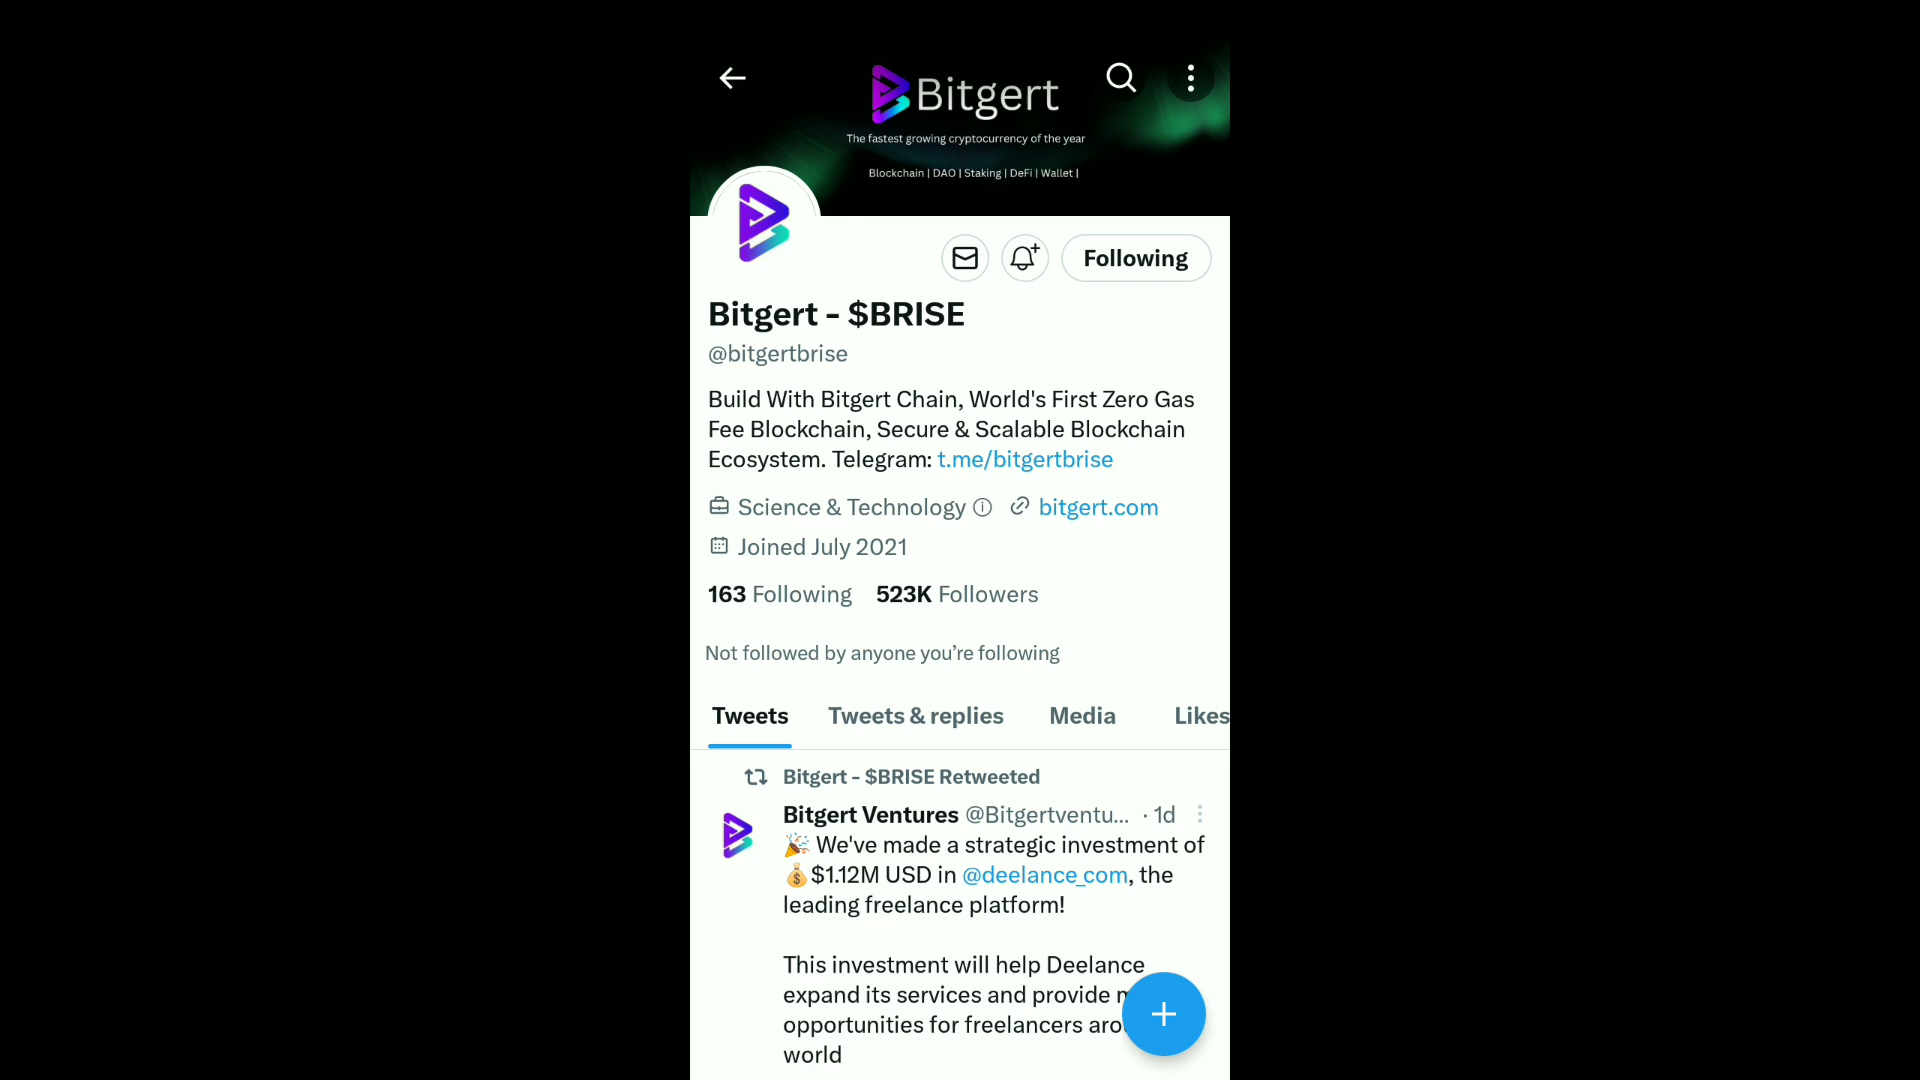 Bitgert
The fastest growing cryptocurrency of the year
Blockchain | DAO | Staking | DeFi | Wallet |
Following
Bitgert - $BRISE
@bitgertbrise
Build With Bitgert Chain, World's First Zero Gas
Fee Blockchain, Secure & Scalable Blockchain
Ecosystem. Telegram: t.me/bitgertbrise
Science & Technology bitgert.com
Joined July 2021
163 Following 523K Followers
Not followed by anyone you’re following
Tweets Tweets & replies Media Likes
Bitgert - $BRISE Retweeted
Bitgert Ventures @Bitgertventu... · 1d
🎉 We've made a strategic investment of
💰$1.12M USD in @deelance_com, the
leading freelance platform!
This investment will help Deelance
expand its services and provide
opportunities for freelancers
world